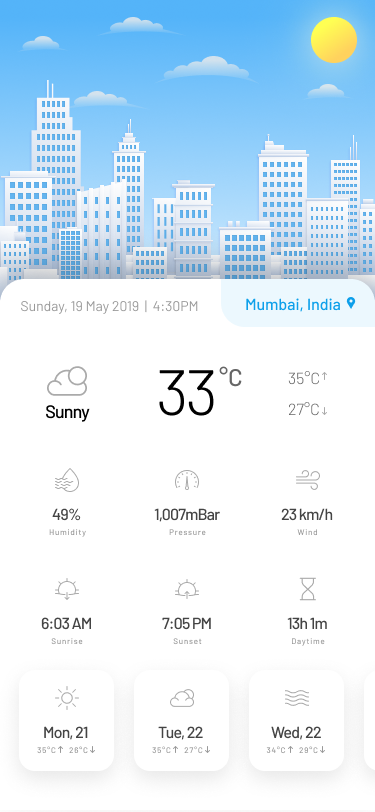 Sunday, 19 May 2019 | 4:30PM
Mumbai, India
33°C
35°C↑
Sunny
27°C↓
49%
1,007mBar
23 km/h
Humidity
Pressure
Wind
6:03 AM
7:05 PM
13h 1m
Sunrise
Sunset
Daytime
Mon, 21
Tue, 22
Wed, 22
35°C↑ 26°C↓
35°C↑ 27°C↓
34°C↑ 29°C↓